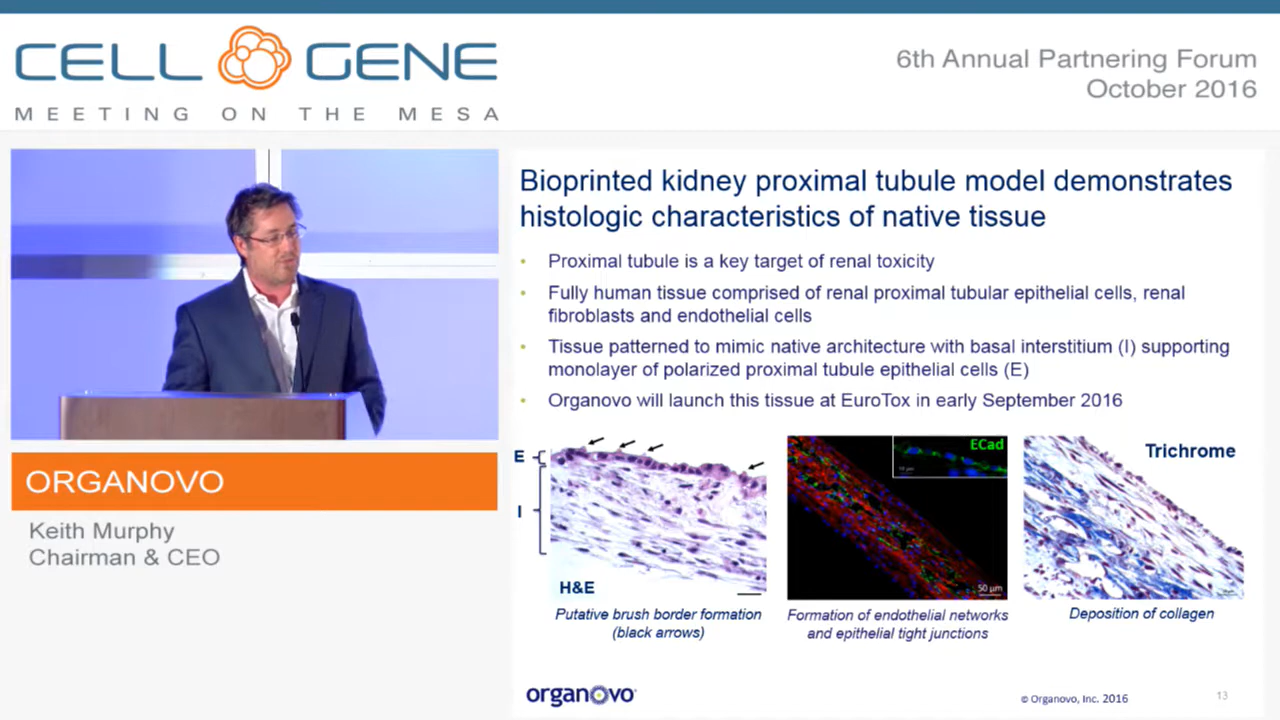 CELL GENE
MEETING ON THE MESA
6th Annual Partnering Forum
October 2016
ORGANOVO
Keith Murphy
Chairman & CEO
Bioprinted kidney proximal tubule model demonstrates
histologic characteristics of native tissue
• Proximal tubule is a key target of renal toxicity
• Fully human tissue comprised of renal proximal tubular epithelial cells, renal
fibroblasts and endothelial cells
• Tissue patterned to mimic native architecture with basal interstitium (I) supporting
monolayer of polarized proximal tubule epithelial cells (E)
• Organovo will launch this tissue at EuroTox in early September 2016
E
I
H&E
Putative brush border formation
(black arrows)
ECad
50 µm
Formation of endothelial networks
and epithelial tight junctions
Trichrome
Deposition of collagen
organovo
© Organovo, Inc. 2016
13